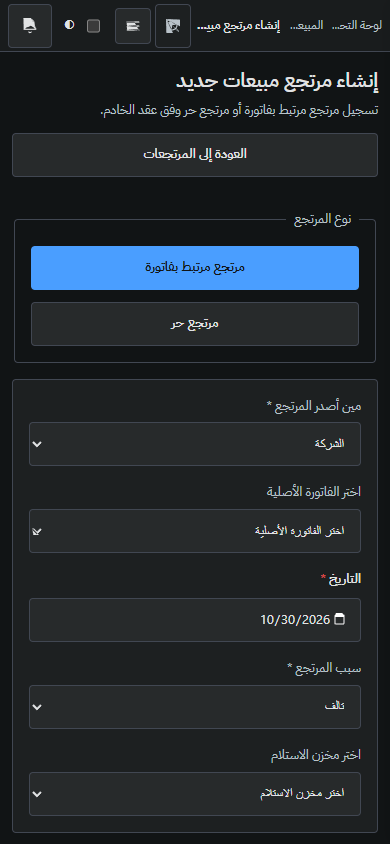 لوحة التحـ... المبيعـ... إنشاء مرتجع مبيـ...
إنشاء مرتجع مبيعات جديد
تسجيل مرتجع مرتبط بفاتورة أو مرتجع حر وفق عقد الخادم.
العودة إلى المرتجعات
نوع المرتجع
مرتجع مرتبط بفاتورة
مرتجع حر
مين أصدر المرتجع *
الشركة
اختر الفاتورة الأصلية
اختر الفاتورة الأصلية
التاريخ *
10/30/2026
سبب المرتجع *
تالف
اختر مخزن الاستلام
اختر مخزن الاستلام